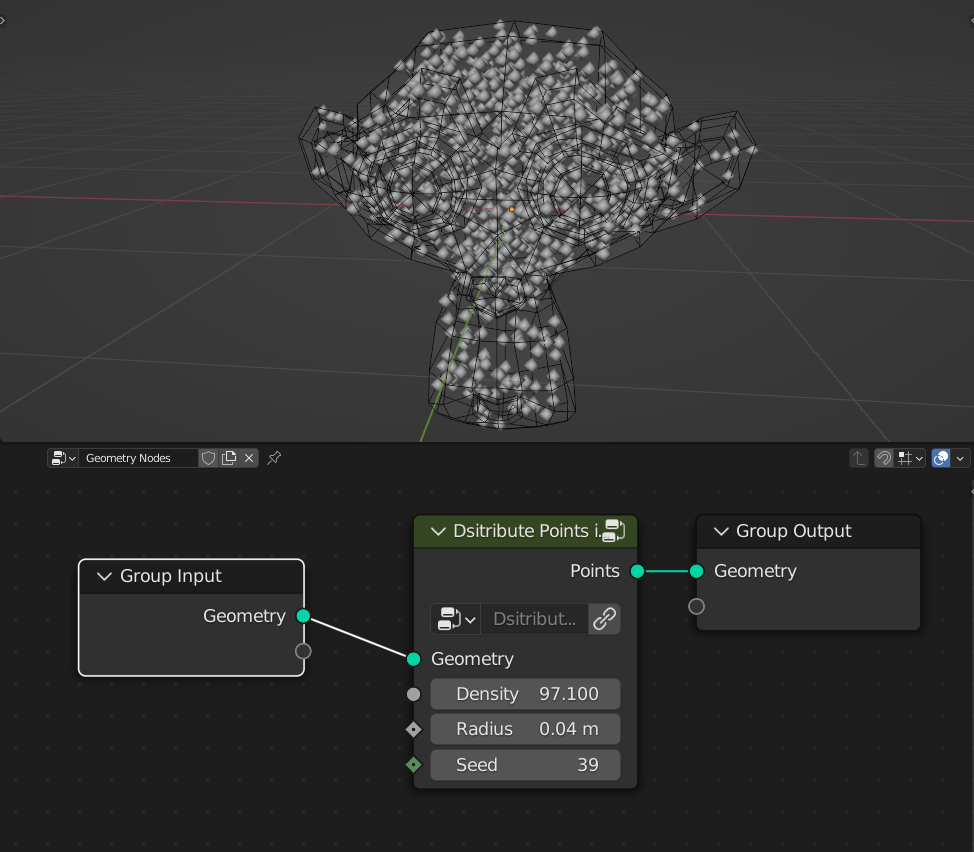 Geometry Nodes
Dsitribute Points i...
Group Output
Group Input
Points
Geometry
Geometry
Dsitribut...
Geometry
Density 97.100
Radius 0.04 m
Seed 39